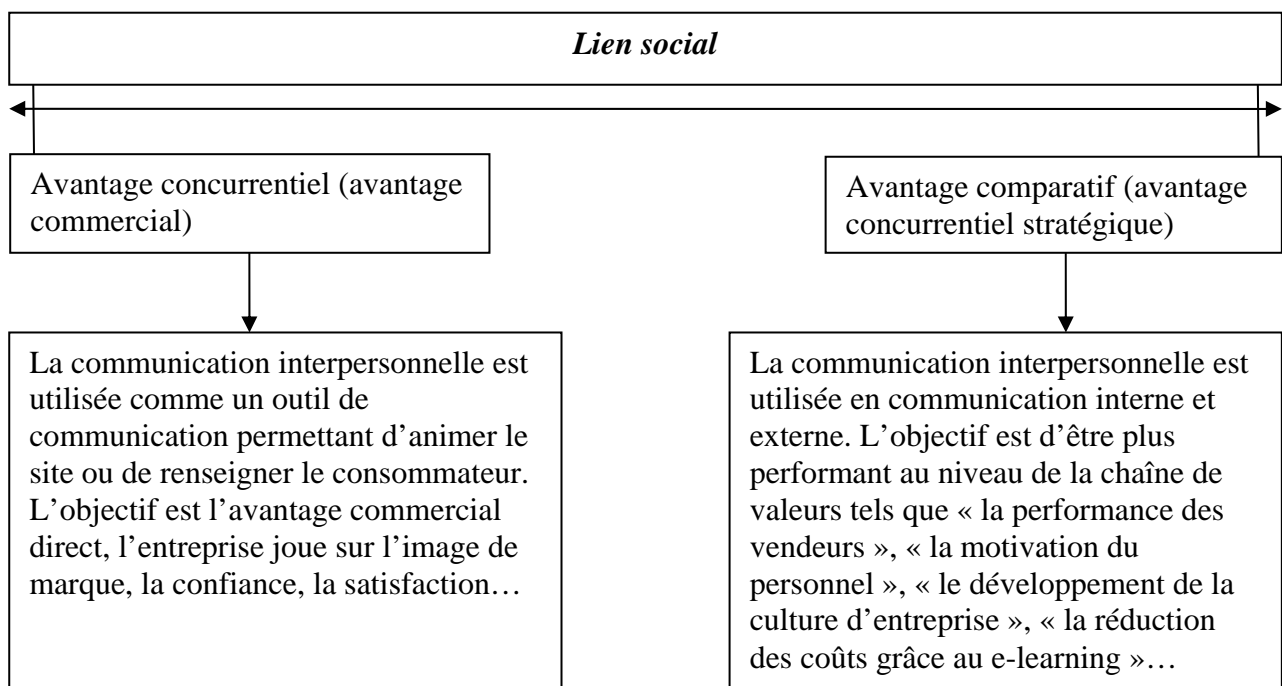 Lien social
Avantage concurrentiel (avantage
commercial)
Avantage comparatif (avantage
concurrentiel stratégique)
La communication interpersonnelle est
utilisée comme un outil de
communication permettant d’animer le
site ou de renseigner le consommateur.
L’objectif est l’avantage commercial
direct, l’entreprise joue sur l’image de
marque, la confiance, la satisfaction…
La communication interpersonnelle est
utilisée en communication interne et
externe. L’objectif est d’être plus
performant au niveau de la chaîne de
valeurs tels que « la performance des
vendeurs », « la motivation du
personnel », « le développement de la
culture d’entreprise », « la réduction
des coûts grâce au e-learning »…